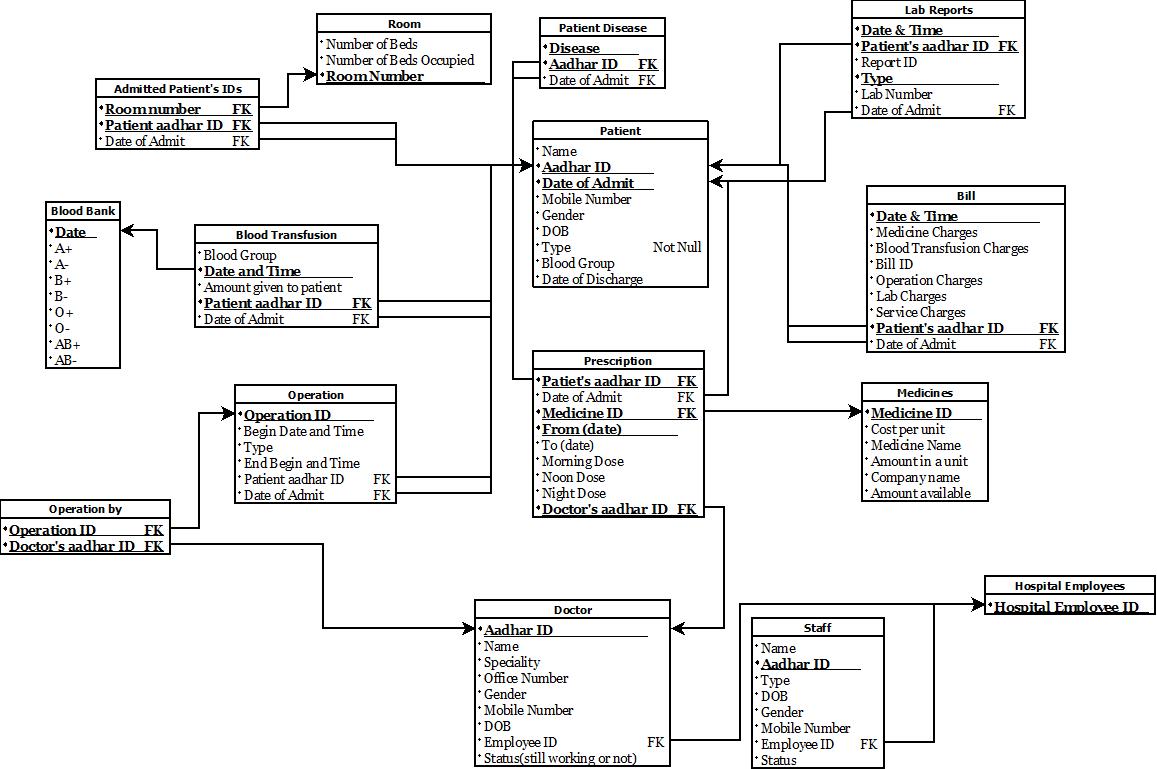 Room
Number of Beds
Number of Beds Occupied
Room Number
Patient Disease
Disease
Aadhar ID FK
Date of Admit FK
Lab Reports
Date & Time
Patient's aadhar ID FK
Report ID
Type
Lab Number
Date of Admit FK
Admitted Patient's IDs
Room number FK
Patient aadhar ID FK
Date of Admit FK
Patient
Name
Aadhar ID
Date of Admit
Mobile Number
Gender
DOB
Type Not Null
Blood Group
Date of Discharge
Bill
Date & Time
Medicine Charges
Blood Transfusion Charges
Bill ID
Operation Charges
Lab Charges
Service Charges
Patient's aadhar ID FK
Date of Admit FK
Blood Bank
Date
A+
A-
B+
B-
O+
O-
AB+
AB-
Blood Transfusion
Blood Group
Date and Time
Amount given to patient
Patient aadhar ID FK
Date of Admit FK
Prescription
Patiet's aadhar ID FK
Date of Admit FK
Medicine ID FK
From (date)
To (date)
Morning Dose
Noon Dose
Night Dose
Doctor's aadhar ID FK
Medicines
Medicine ID
Cost per unit
Medicine Name
Amount in a unit
Company name
Amount available
Operation
Operation ID
Begin Date and Time
Type
End Begin and Time
Patient aadhar ID FK
Date of Admit FK
Operation by
Operation ID FK
Doctor's aadhar ID FK
Doctor
Aadhar ID
Name
Speciality
Office Number
Gender
Mobile Number
DOB
Employee ID FK
Status(still working or not)
Staff
Name
Aadhar ID
Type
DOB
Gender
Mobile Number
Employee ID FK
Status
Hospital Employees
Hospital Employee ID